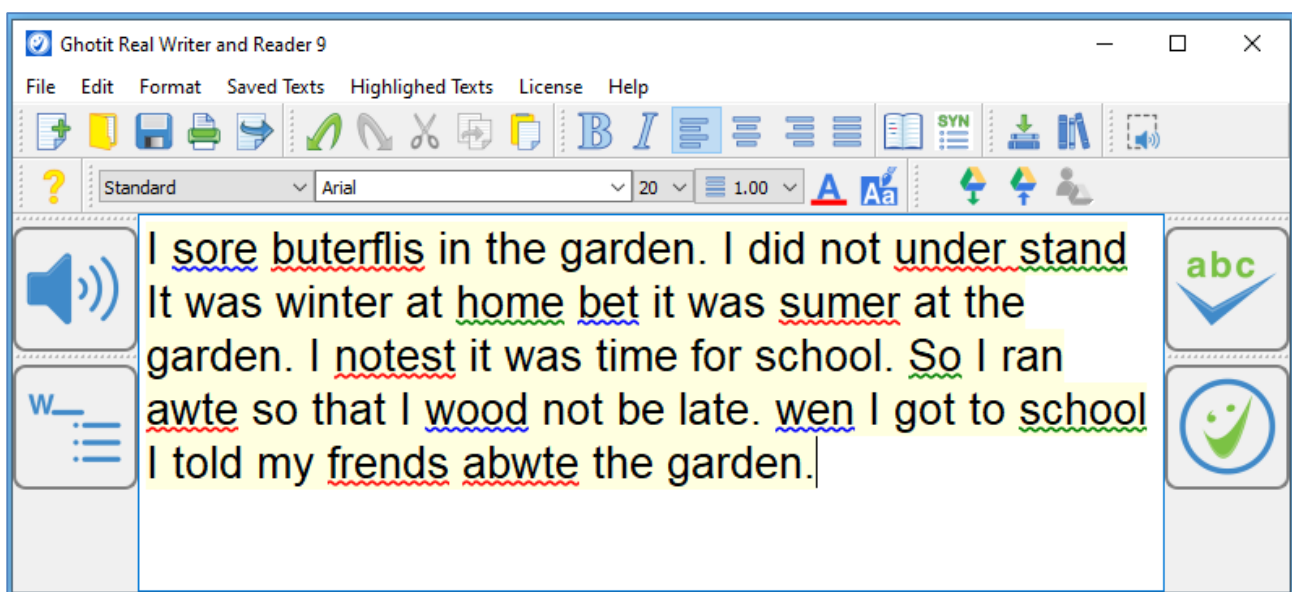 Ghotit Real Writer and Reader 9
File Edit Format Saved Texts Highlighed Texts License Help
B I SYN
? Standard Arial 20 1.00 A Aa
I sore buterflis in the garden. I did not under stand
It was winter at home bet it was sumer at the
garden. I notest it was time for school. So I ran
awte so that I wood not be late. wen I got to school
I told my frends abwte the garden.
abc
W